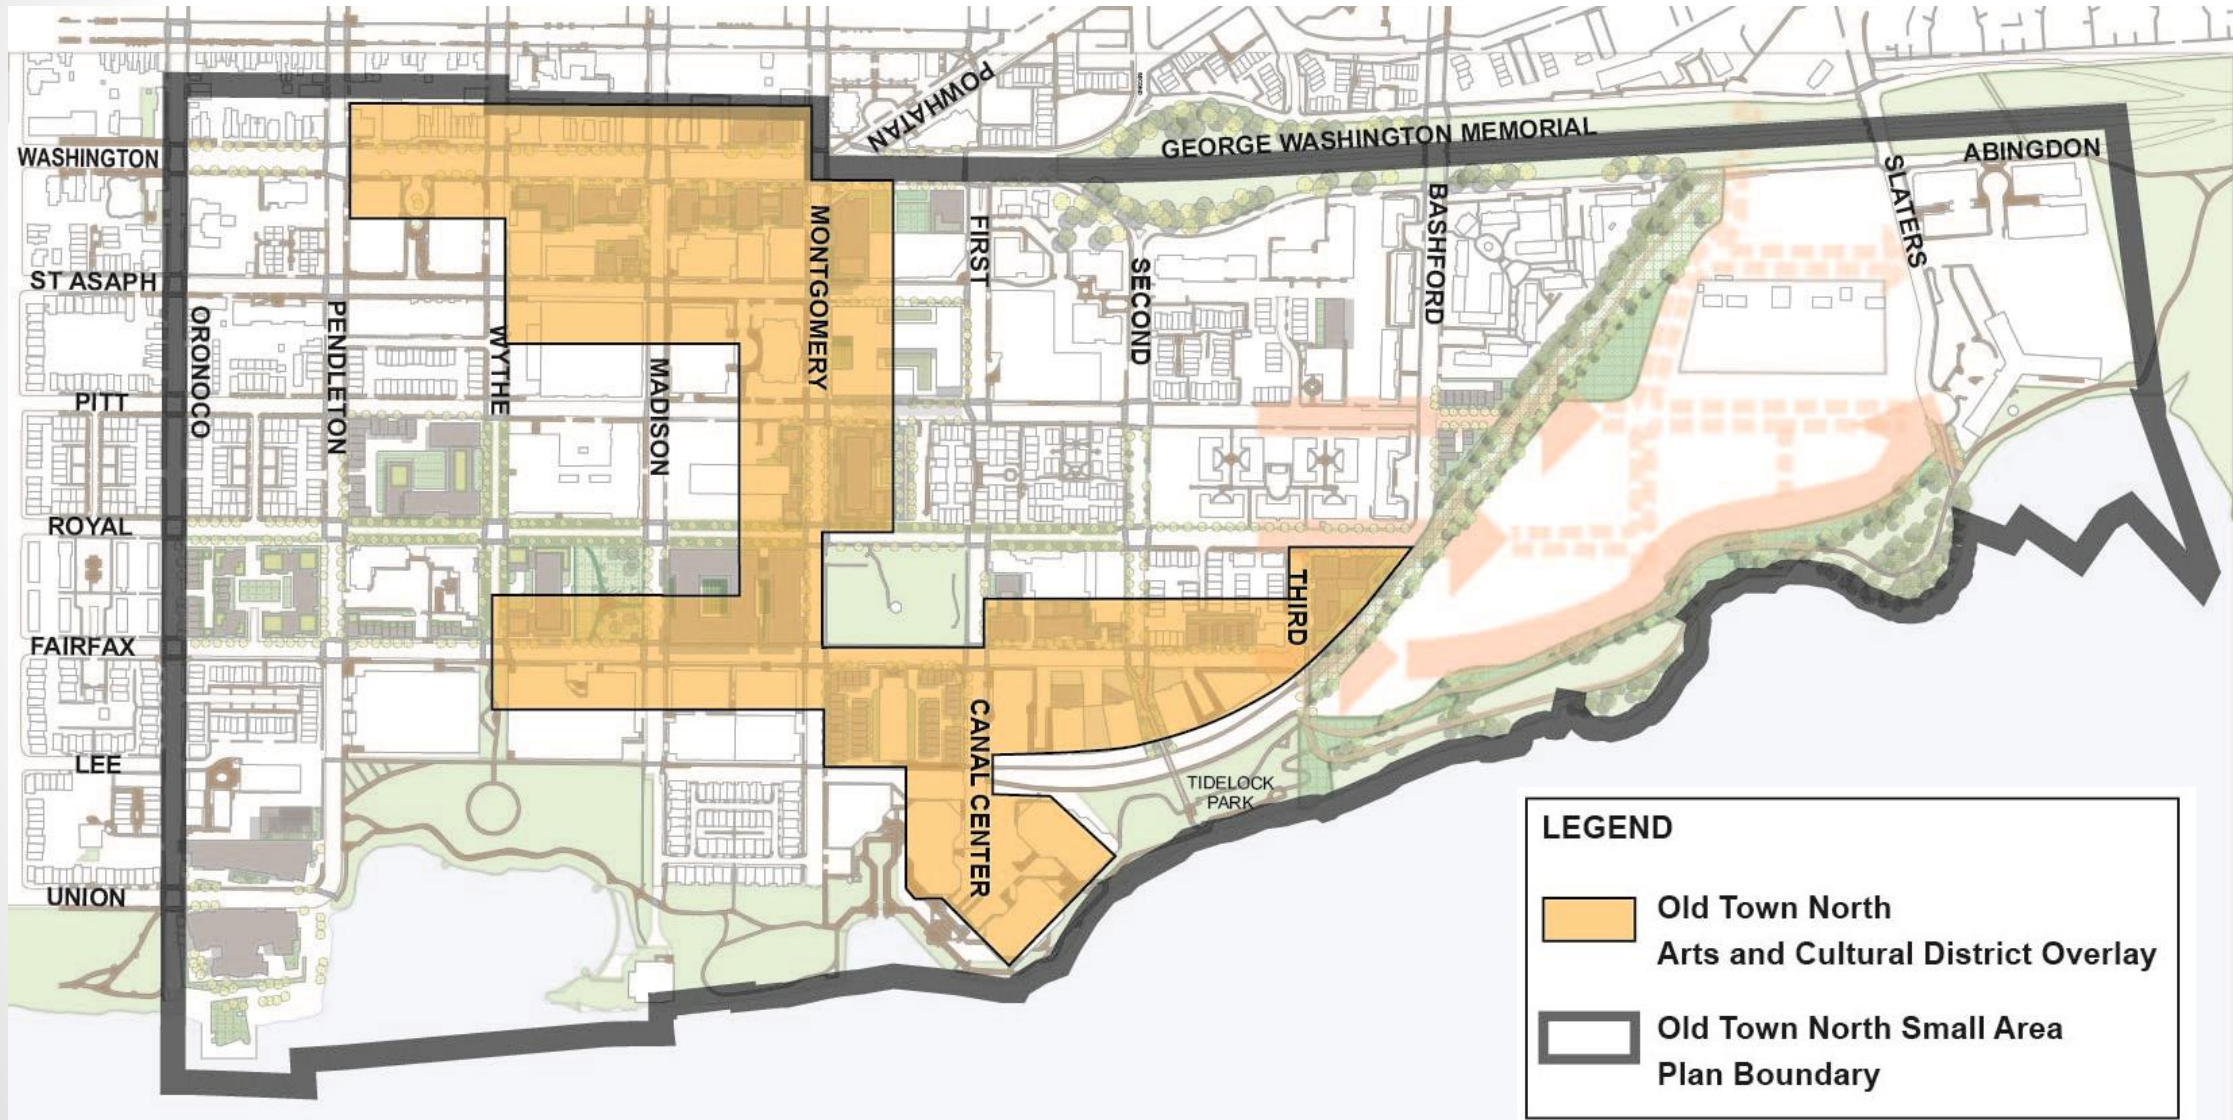 POWHATAN
SECOND
GEORGE WASHINGTON MEMORIAL
WASHINGTON
ABINGDON
SLATERS
BASHFORD
MONTGOMERY
FIRST
SECOND
ST ASAPH
ORONOCO
PENDLETON
WYTHE
MADISON
PITT
ROYAL
THIRD
FAIRFAX
CANAL CENTER
LEE
TIDELOCK
PARK
UNION
LEGEND
Old Town North
Arts and Cultural District Overlay
Old Town North Small Area
Plan Boundary